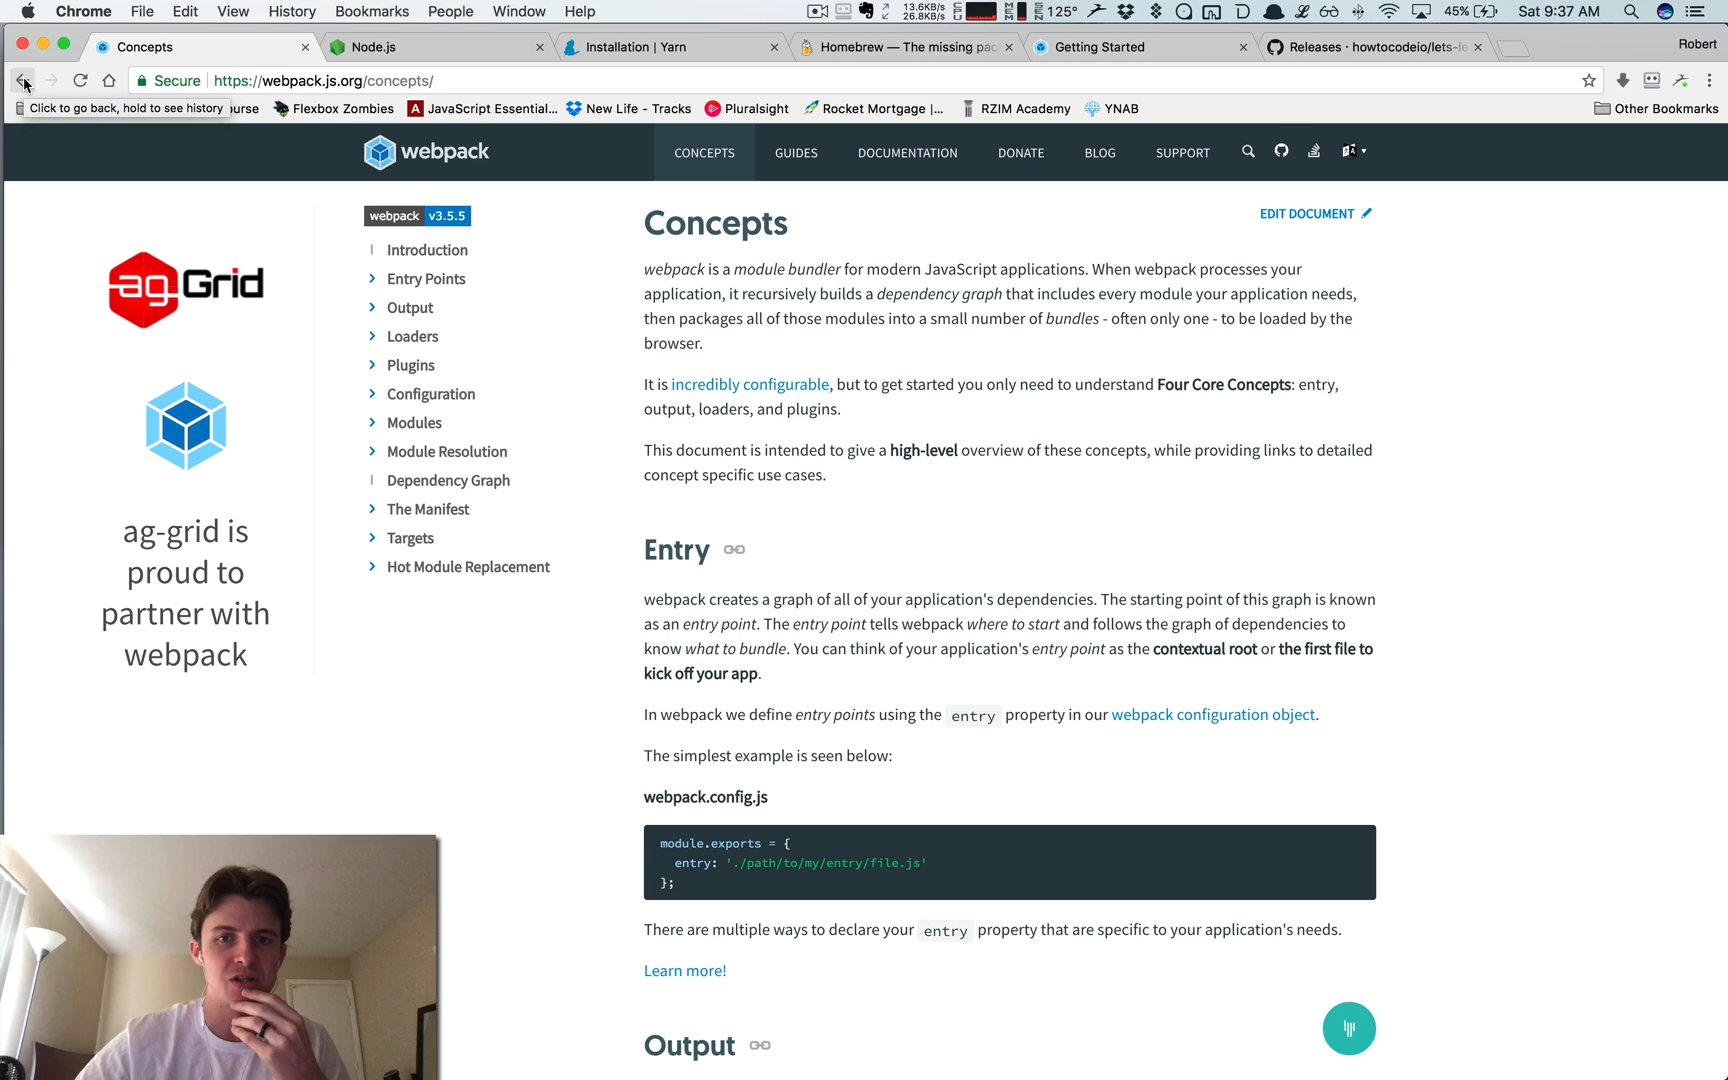 Chrome File Edit View History Bookmarks People Window Help 13.6KB/s 26.8KB/s 125° 45% Sat 9:37 AM
Concepts Node.js Installation | Yarn Homebrew — The missing pac Getting Started Releases · howtocodeio/lets-le Robert
Secure https://webpack.js.org/concepts/
Click to go back, hold to see history urse Flexbox Zombies JavaScript Essential... New Life - Tracks Pluralsight Rocket Mortgage |... RZIM Academy YNAB Other Bookmarks
webpack CONCEPTS GUIDES DOCUMENTATION DONATE BLOG SUPPORT
ag-Grid
ag-grid is
proud to
partner with
webpack
webpack v3.5.5
Introduction
Entry Points
Output
Loaders
Plugins
Configuration
Modules
Module Resolution
Dependency Graph
The Manifest
Targets
Hot Module Replacement
Concepts
EDIT DOCUMENT
webpack is a module bundler for modern JavaScript applications. When webpack processes your
application, it recursively builds a dependency graph that includes every module your application needs,
then packages all of those modules into a small number of bundles - often only one - to be loaded by the
browser.
It is incredibly configurable, but to get started you only need to understand Four Core Concepts: entry,
output, loaders, and plugins.
This document is intended to give a high-level overview of these concepts, while providing links to detailed
concept specific use cases.
Entry
webpack creates a graph of all of your application's dependencies. The starting point of this graph is known
as an entry point. The entry point tells webpack where to start and follows the graph of dependencies to
know what to bundle. You can think of your application's entry point as the contextual root or the first file to
kick off your app.
In webpack we define entry points using the entry property in our webpack configuration object.
The simplest example is seen below:
webpack.config.js
module.exports = {
entry: './path/to/my/entry/file.js'
};
There are multiple ways to declare your entry property that are specific to your application's needs.
Learn more!
Output